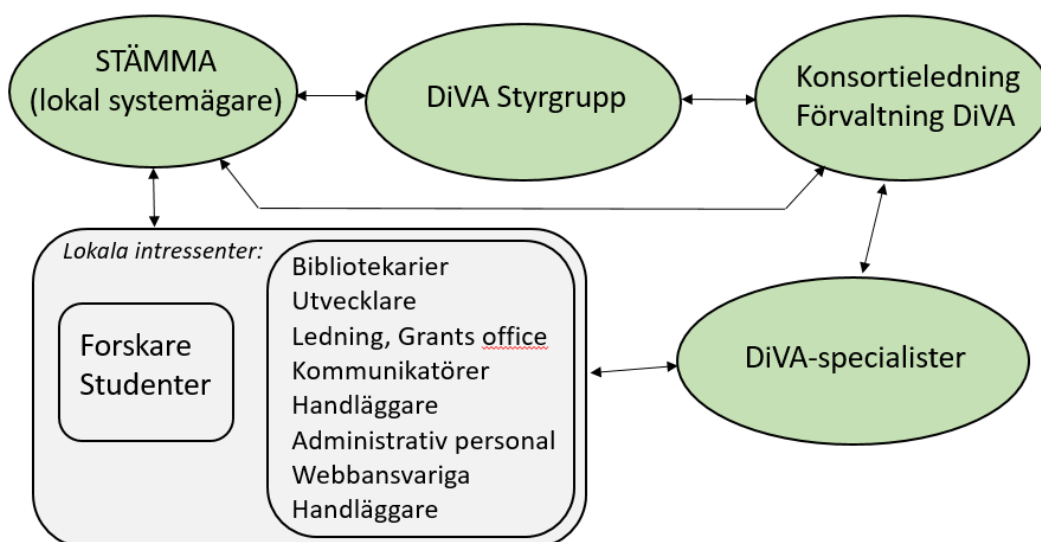 STÄMMA
(lokal systemägare)
DiVA Styrgrupp
Konsortieledning
Förvaltning DiVA
Lokala intressenter:
Forskare
Studenter
Bibliotekarier
Utvecklare
Ledning, Grants office
Kommunikatörer
Handläggare
Administrativ personal
Webbansvariga
Handläggare
DiVA-specialister